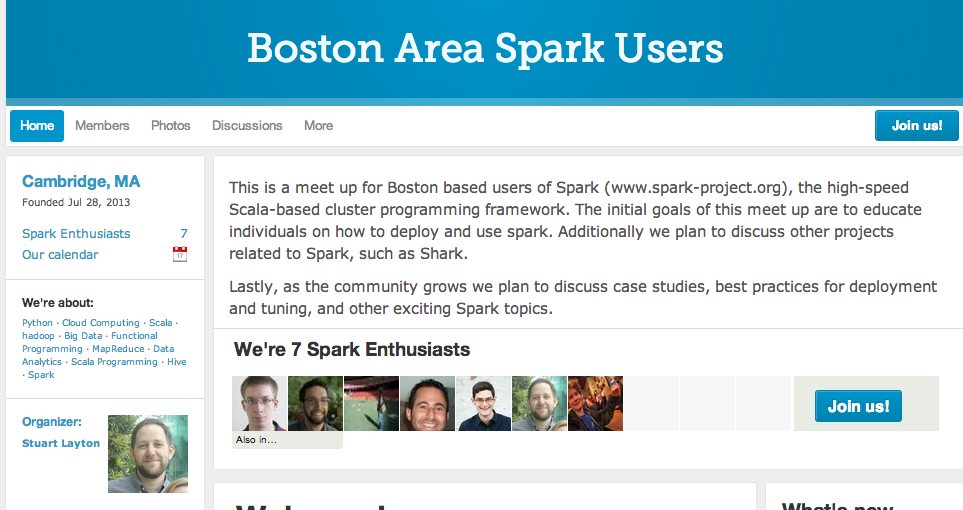 Boston Area Spark Users
Home Members Photos Discussions More Join us!
Cambridge, MA
Founded Jul 28, 2013
Spark Enthusiasts 7
Our calendar 17
We're about:
Python · Cloud Computing · Scala ·
hadoop · Big Data · Functional
Programming · MapReduce · Data
Analytics · Scala Programming · Hive
· Spark
Organizer:
Stuart Layton
This is a meet up for Boston based users of Spark (www.spark-project.org), the high-speed
Scala-based cluster programming framework. The initial goals of this meet up are to educate
individuals on how to deploy and use spark. Additionally we plan to discuss other projects
related to Spark, such as Shark.
Lastly, as the community grows we plan to discuss case studies, best practices for deployment
and tuning, and other exciting Spark topics.
We're 7 Spark Enthusiasts
Also in...
Join us!
What's new